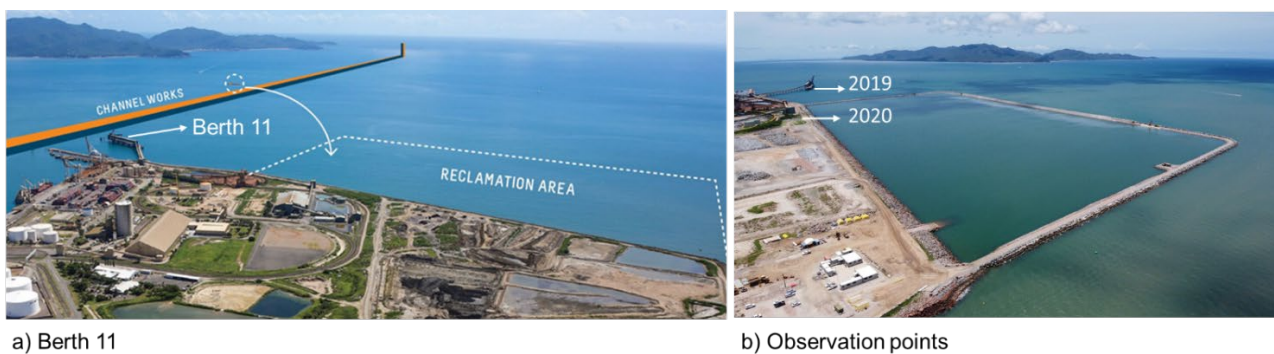 CHANNEL WORKS
Berth 11
RECLAMATION AREA
2019
2020
a) Berth 11
b) Observation points